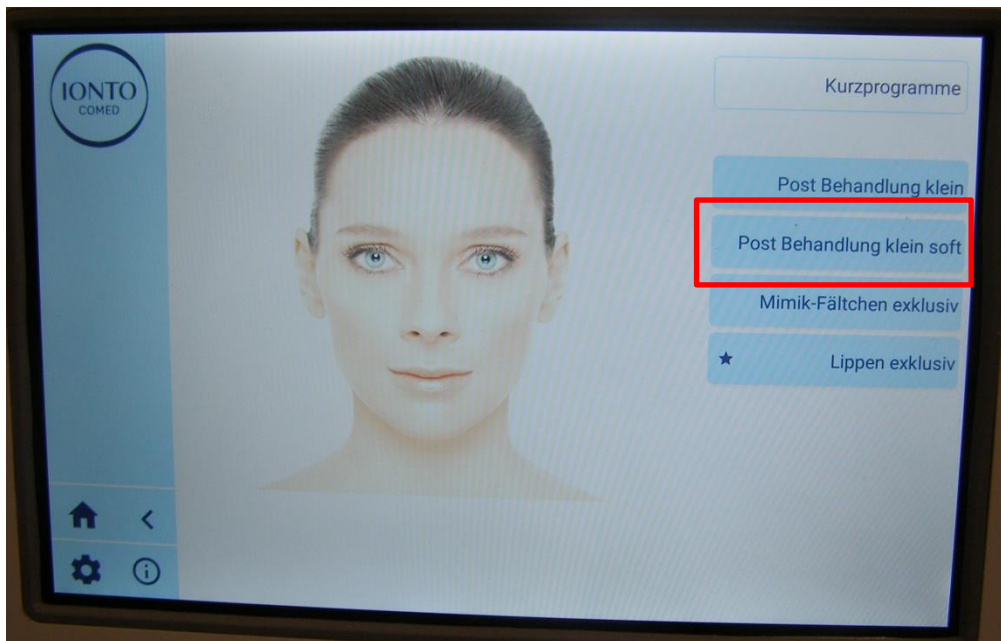 IONTO
COMED
Kurzprogramme
Post Behandlung klein
Post Behandlung klein soft
Mimik-Fältchen exklusiv
Lippen exklusiv